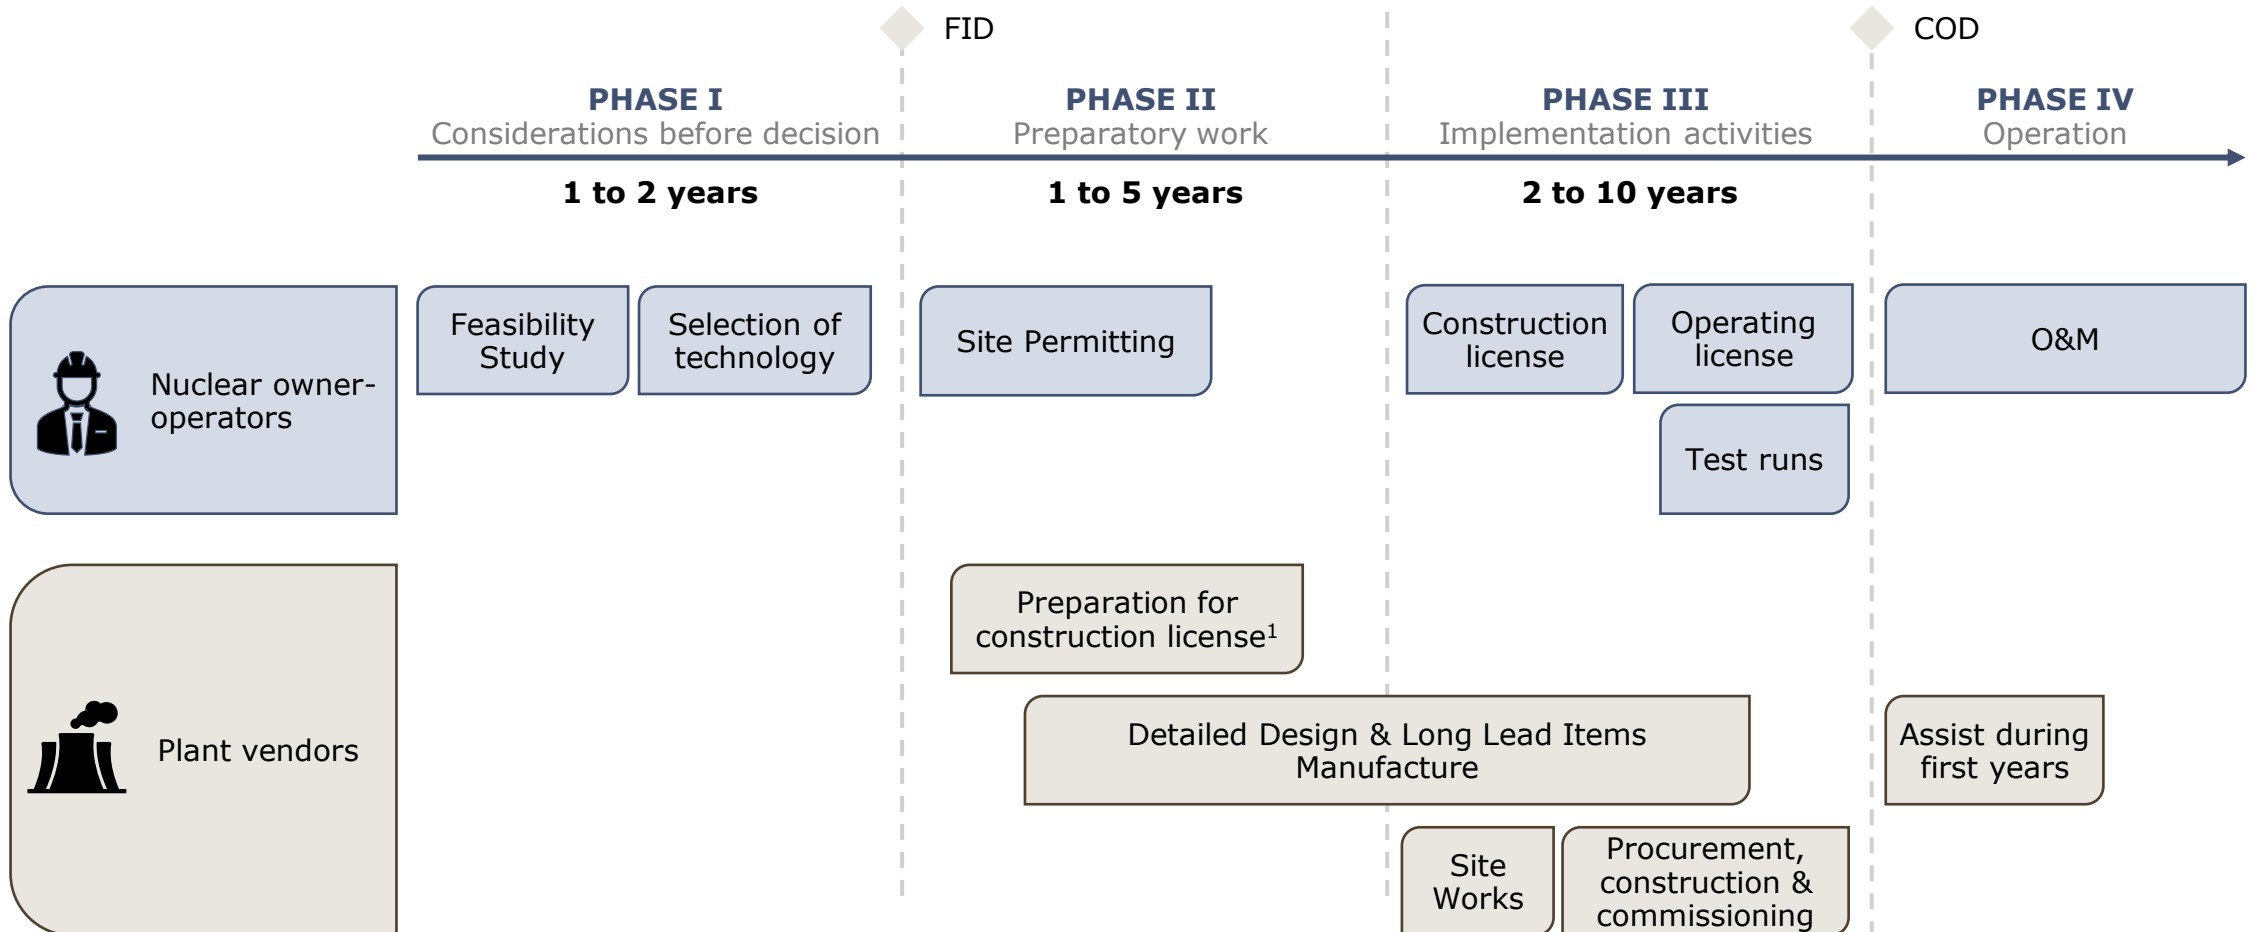 FID
COD
PHASE I
PHASE II
PHASE III
PHASE IV
Considerations before decision
Preparatory work
Implementation activities
Operation
1 to 2 years
1 to 5 years
2 to 10 years
Nuclear owner-
operators
Feasibility
Study
Selection of
technology
Site Permitting
Construction
license
Operating
license
O&M
Test runs
Plant vendors
Preparation for
construction license¹
Detailed Design & Long Lead Items
Manufacture
Assist during
first years
Site
Works
Procurement,
construction &
commissioning